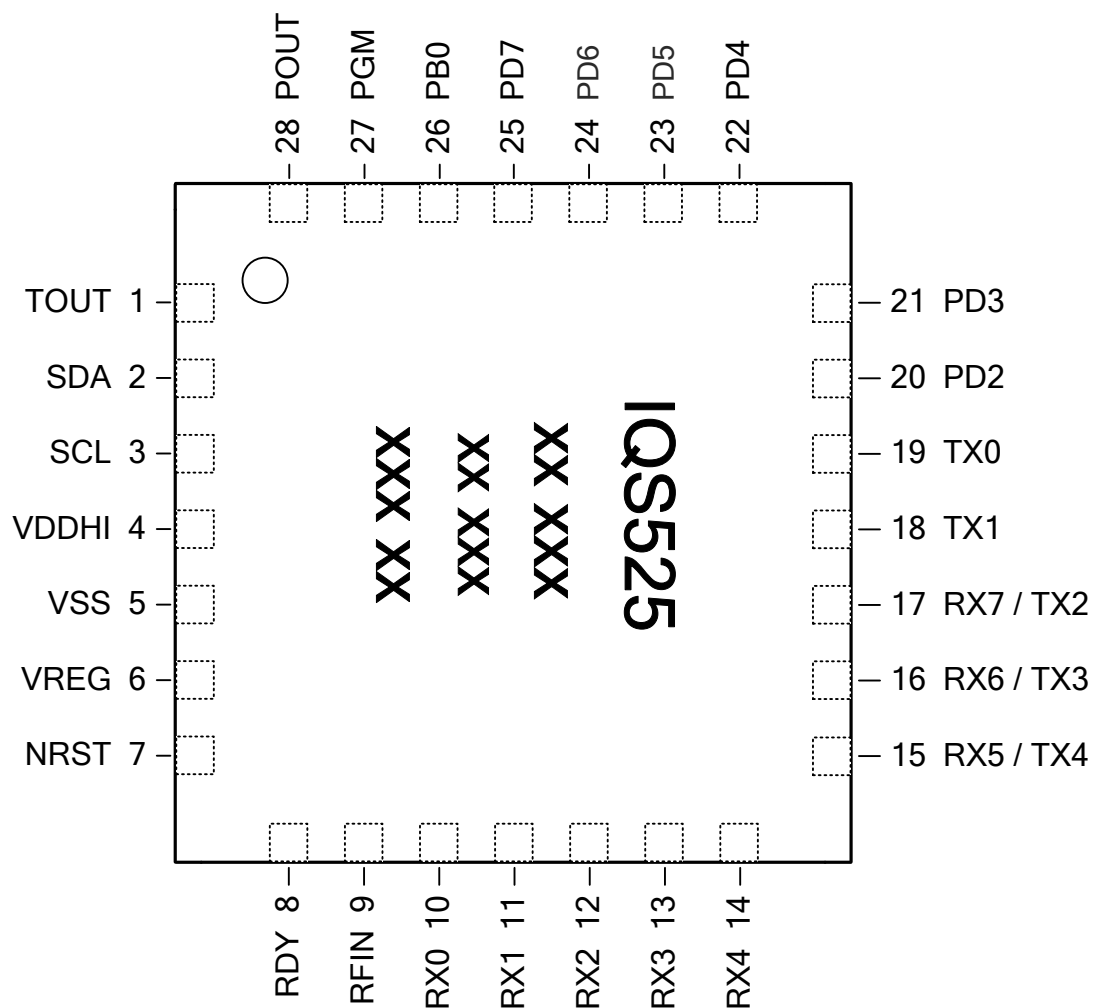 28 POUT
27 PGM
26 PB0
25 PD7
24 PD6
23 PD5
22 PD4
TOUT 1
SDA 2
SCL 3
VDDHI 4
VSS 5
VREG 6
NRST 7
IQS525
XX XXX XX
XXX XX
XX XXX
21 PD3
20 PD2
19 TX0
18 TX1
17 RX7 / TX2
16 RX6 / TX3
15 RX5 / TX4
RDY 8
RFIN 9
RX0 10
RX1 11
RX2 12
RX3 13
RX4 14